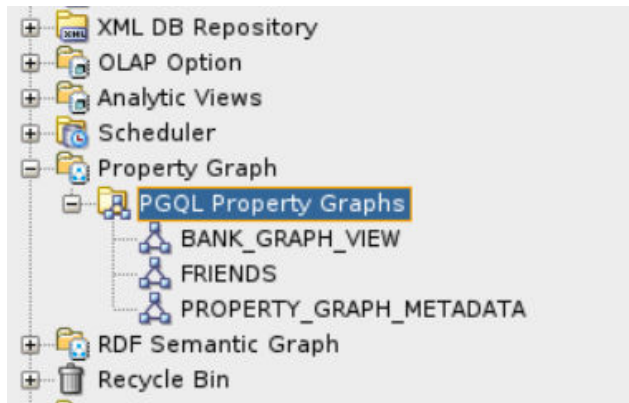 XML DB Repository
OLAP Option
Analytic Views
Scheduler
Property Graph
PGQL Property Graphs
BANK_GRAPH_VIEW
FRIENDS
PROPERTY_GRAPH_METADATA
RDF Semantic Graph
Recycle Bin